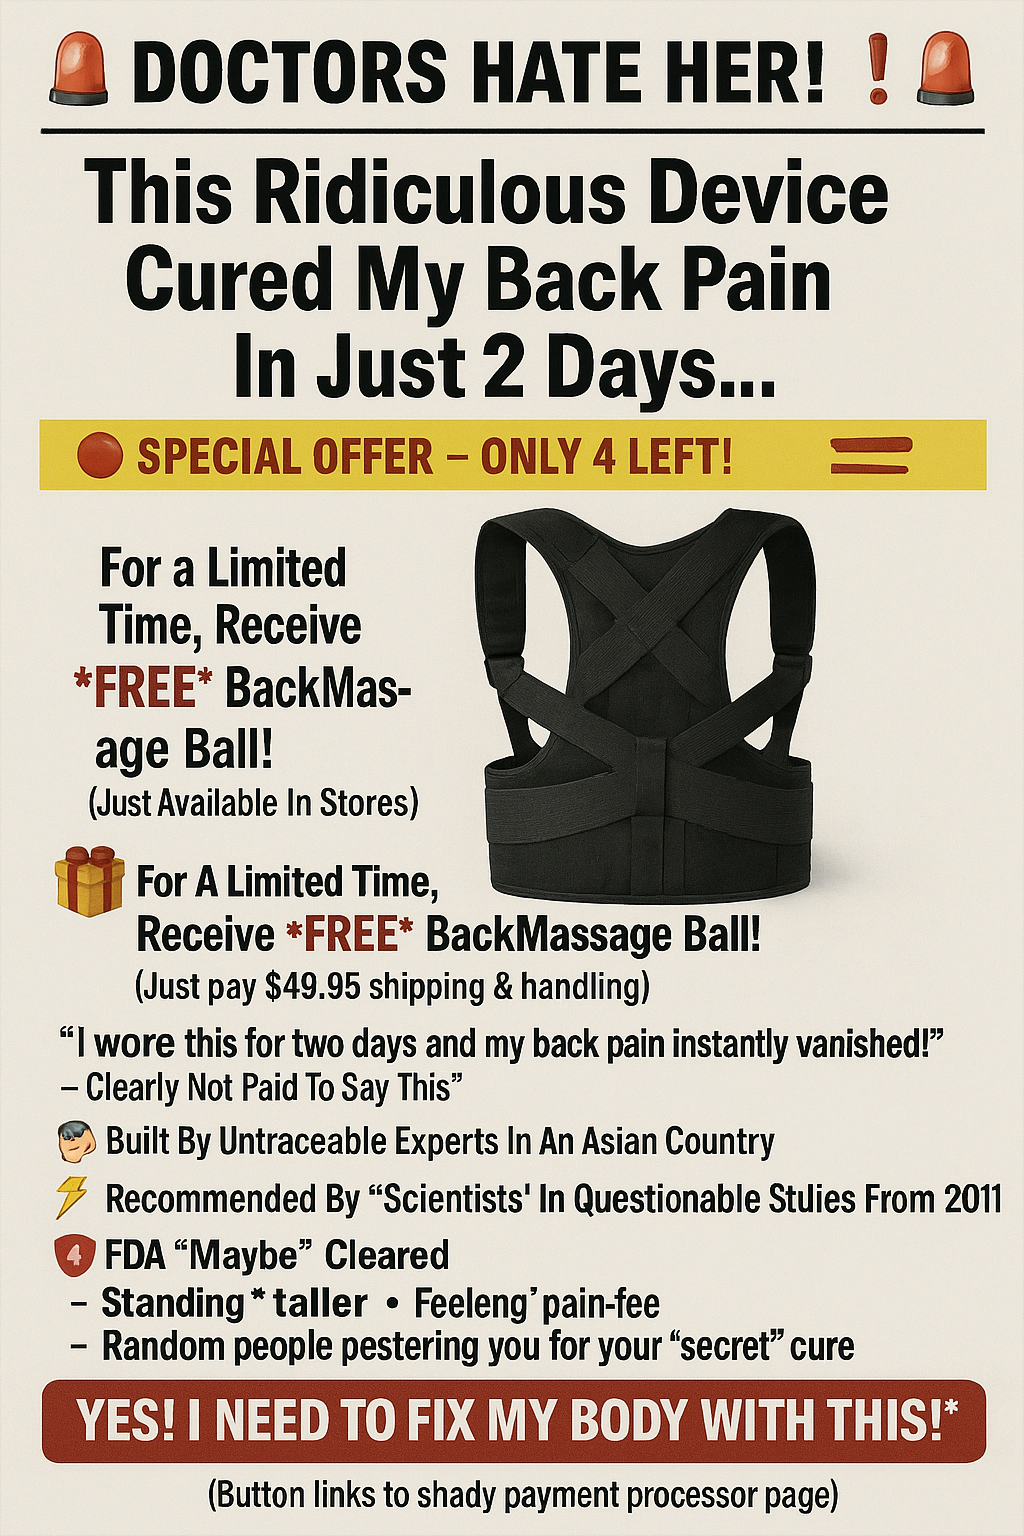 DOCTORS HATE HER!❗
This Ridiculous Device
Cured My Back Pain
In Just 2 Days...
SPECIAL OFFER – ONLY 4 LEFT!
For a Limited
Time, Receive
*FREE* BackMas-
age Ball!
(Just Available In Stores)
For A Limited Time,
Receive *FREE* BackMassage Ball!
(Just pay $49.95 shipping & handling)
“I wore this for two days and my back pain instantly vanished!”
– Clearly Not Paid To Say This”
Built By Untraceable Experts In An Asian Country
Recommended By “Scientists' In Questionable Stulies From 2011
4 FDA “Maybe” Cleared
– Standing * taller • Feeleng’ pain-fee
– Random people pestering you for your “secret” cure
YES! I NEED TO FIX MY BODY WITH THIS!*
(Button links to shady payment processor page)